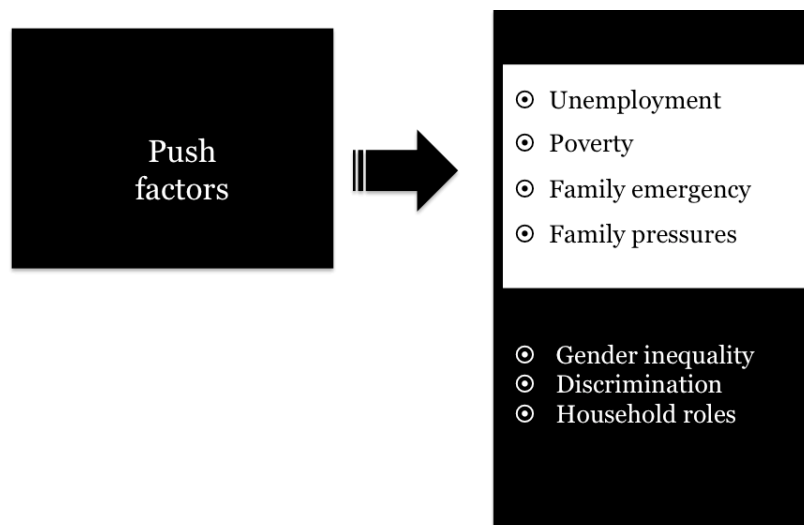 Push
factors
Unemployment
Poverty
Family emergency
Family pressures
Gender inequality
Discrimination
Household roles